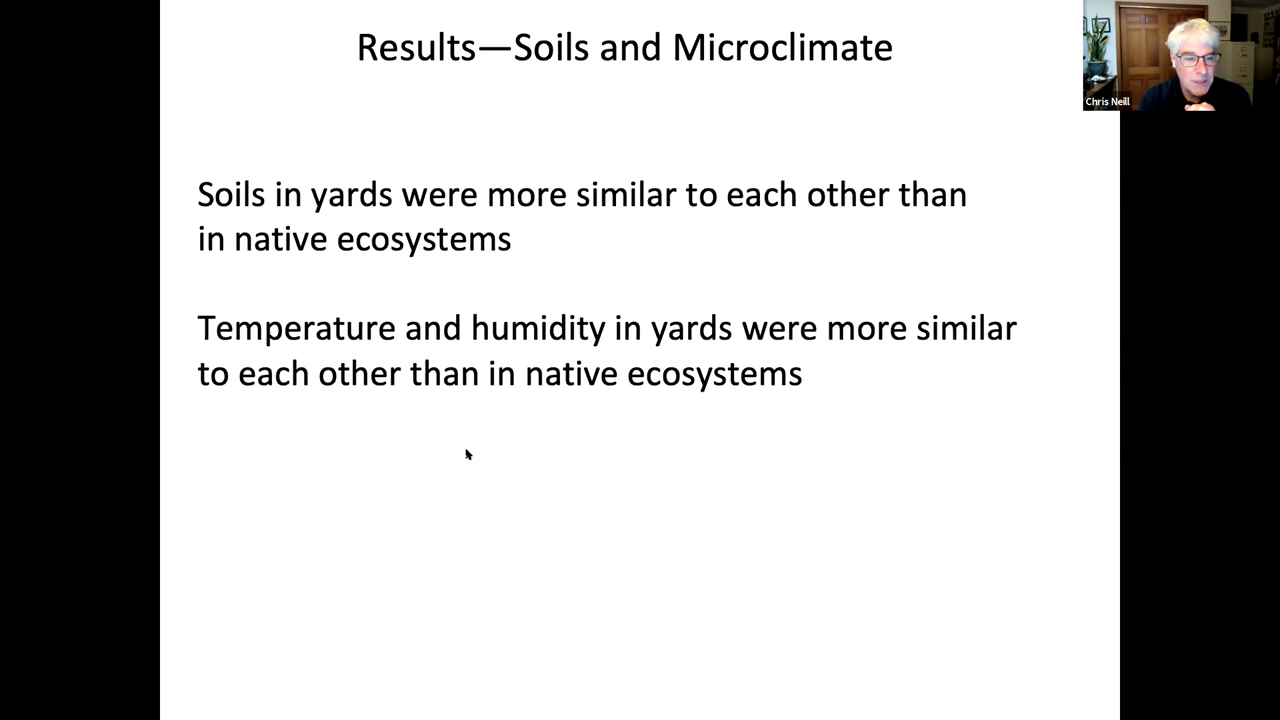 Results—Soils and Microclimate
Chris Neill
Soils in yards were more similar to each other than
in native ecosystems
Temperature and humidity in yards were more similar
to each other than in native ecosystems